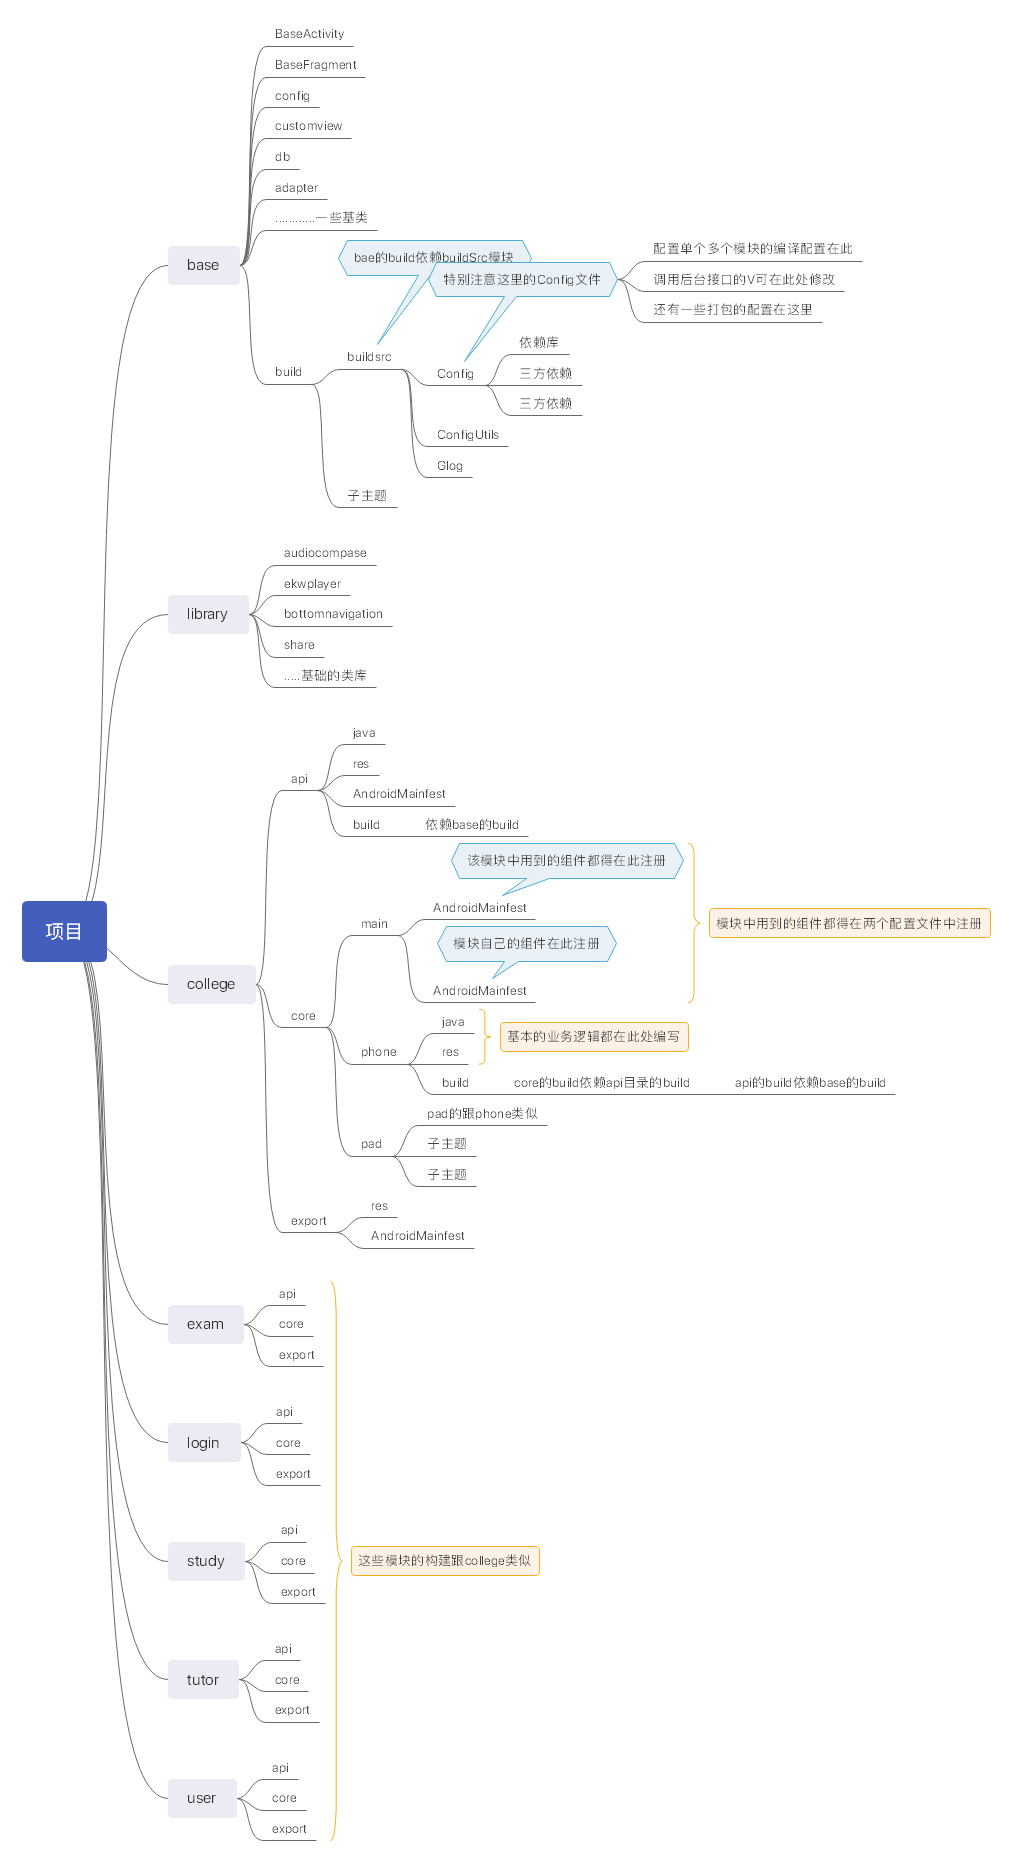 项目
base
BaseActivity
BaseFragment
config
customview
db
adapter
............一些基类
build
bae的build依赖buildSrc模块
buildsrc
特别注意这里的Config文件
配置单个多个模块的编译配置在此
调用后台接口的V可在此处修改
还有一些打包的配置在这里
Config
依赖库
三方依赖
三方依赖
ConfigUtils
Glog
子主题
library
audiocompase
ekwplayer
bottomnavigation
share
.....基础的类库
college
api
java
res
AndroidMainfest
build
依赖base的build
core
main
该模块中用到的组件都得在此注册
AndroidMainfest
模块自己的组件在此注册
AndroidMainfest
模块中用到的组件都得在两个配置文件中注册
phone
java
res
基本的业务逻辑都在此处编写
build
core的build依赖api目录的build
api的build依赖base的build
pad
pad的跟phone类似
子主题
子主题
export
res
AndroidMainfest
exam
api
core
export
login
api
core
export
study
api
core
export
tutor
api
core
export
user
api
core
export
这些模块的构建跟college类似